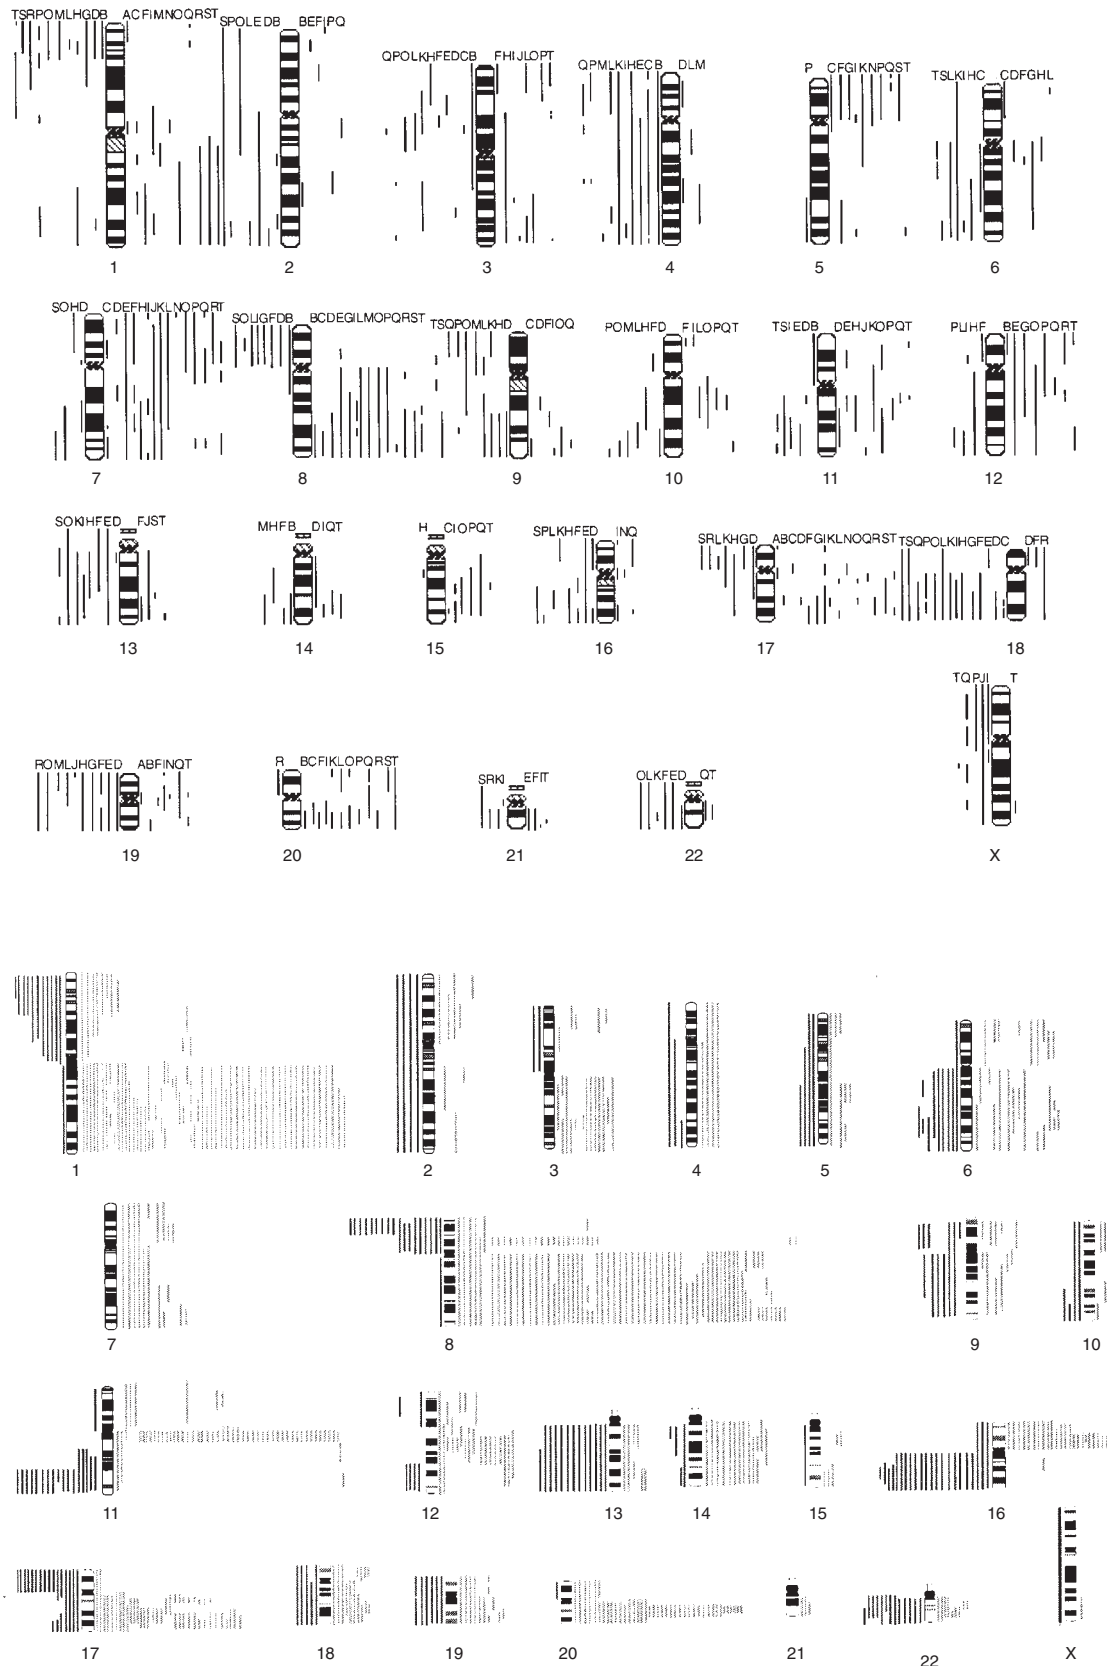 TSRPOMLHGDB ACFIMNOQRST SPOLEDB BEFIPQ
QPOLKHFEDCB FHIJLOPT QPMLKIHECB DLM P CFGIKNPQST TSLKIHC CDFGHL
1 2 3 4 5 6
SOHD CDEFHIJKLNOPQRT SOLIGFDB BCDEGILMOPQRST TSQPOMLKHD CDFIOQ POMLHFD FILOPQT TSIEDB DEHJKOPQT PLIHF BEGOPQRT
7 8 9 10 11 12
SOKIHFED FJST MHFB DIQT H CIOPQT SPLKHFED INQ SRLKHGD ABCDFGIKLNOQRST TSQPOLKIHGFEDC DFR
13 14 15 16 17 18
TQPJI T
ROMLJHGFED ABFINQT R BCFIKLOPQRST SRKI EFIT OLKFED QT
19 20 21 22 X
1 2 3 4 5 6
7 8 9 10
11 12 13 14 15 16
17 18 19 20 21 22 X